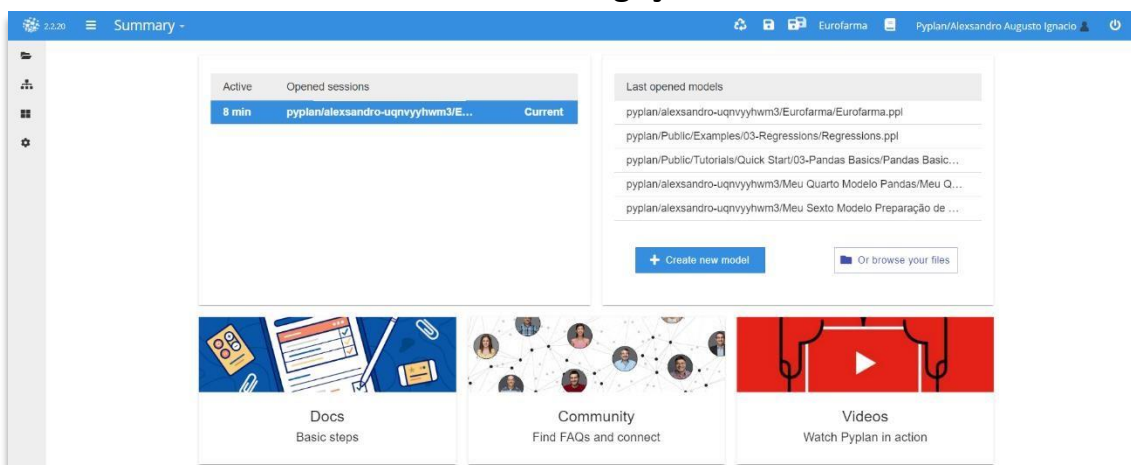 2.2.20 Summary Eurofarma Pyplan/Alexsandro Augusto Ignacio
Active Opened sessions
8 min pyplan/alexsandro-uqnvyyhwm3/E... Current
Last opened models
pyplan/alexsandro-uqnvyyhwm3/Eurofarma/Eurofarma.ppl
pyplan/Public/Examples/03-Regressions/Regressions.ppl
pyplan/Public/Tutorials/Quick Start/03-Pandas Basics/Pandas Basic...
pyplan/alexsandro-uqnvyyhwm3/Meu Quarto Modelo Pandas/Meu Q...
pyplan/alexsandro-uqnvyyhwm3/Meu Sexto Modelo Preparação de ...
+ Create new model
Or browse your files
Docs
Basic steps
Community
Find FAQs and connect
Videos
Watch Pyplan in action